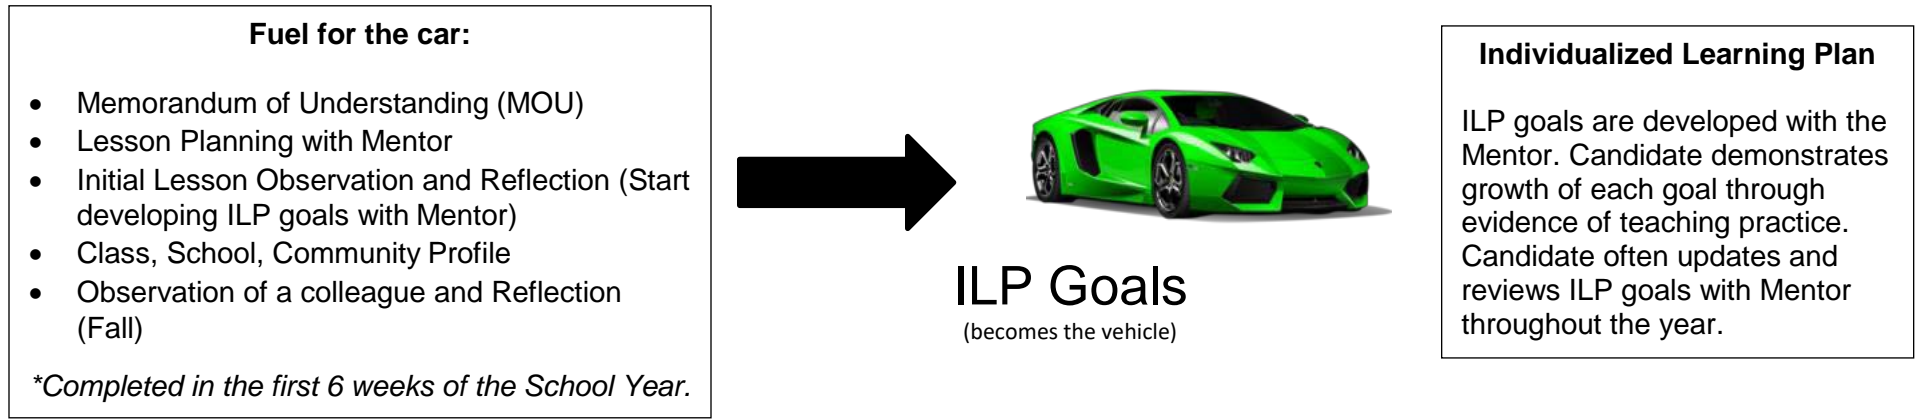 Fuel for the car:
• Memorandum of Understanding (MOU)
• Lesson Planning with Mentor
• Initial Lesson Observation and Reflection (Start
developing ILP goals with Mentor)
• Class, School, Community Profile
• Observation of a colleague and Reflection
(Fall)
*Completed in the first 6 weeks of the School Year.
ILP Goals
(becomes the vehicle)
Individualized Learning Plan
ILP goals are developed with the
Mentor. Candidate demonstrates
growth of each goal through
evidence of teaching practice.
Candidate often updates and
reviews ILP goals with Mentor
throughout the year.